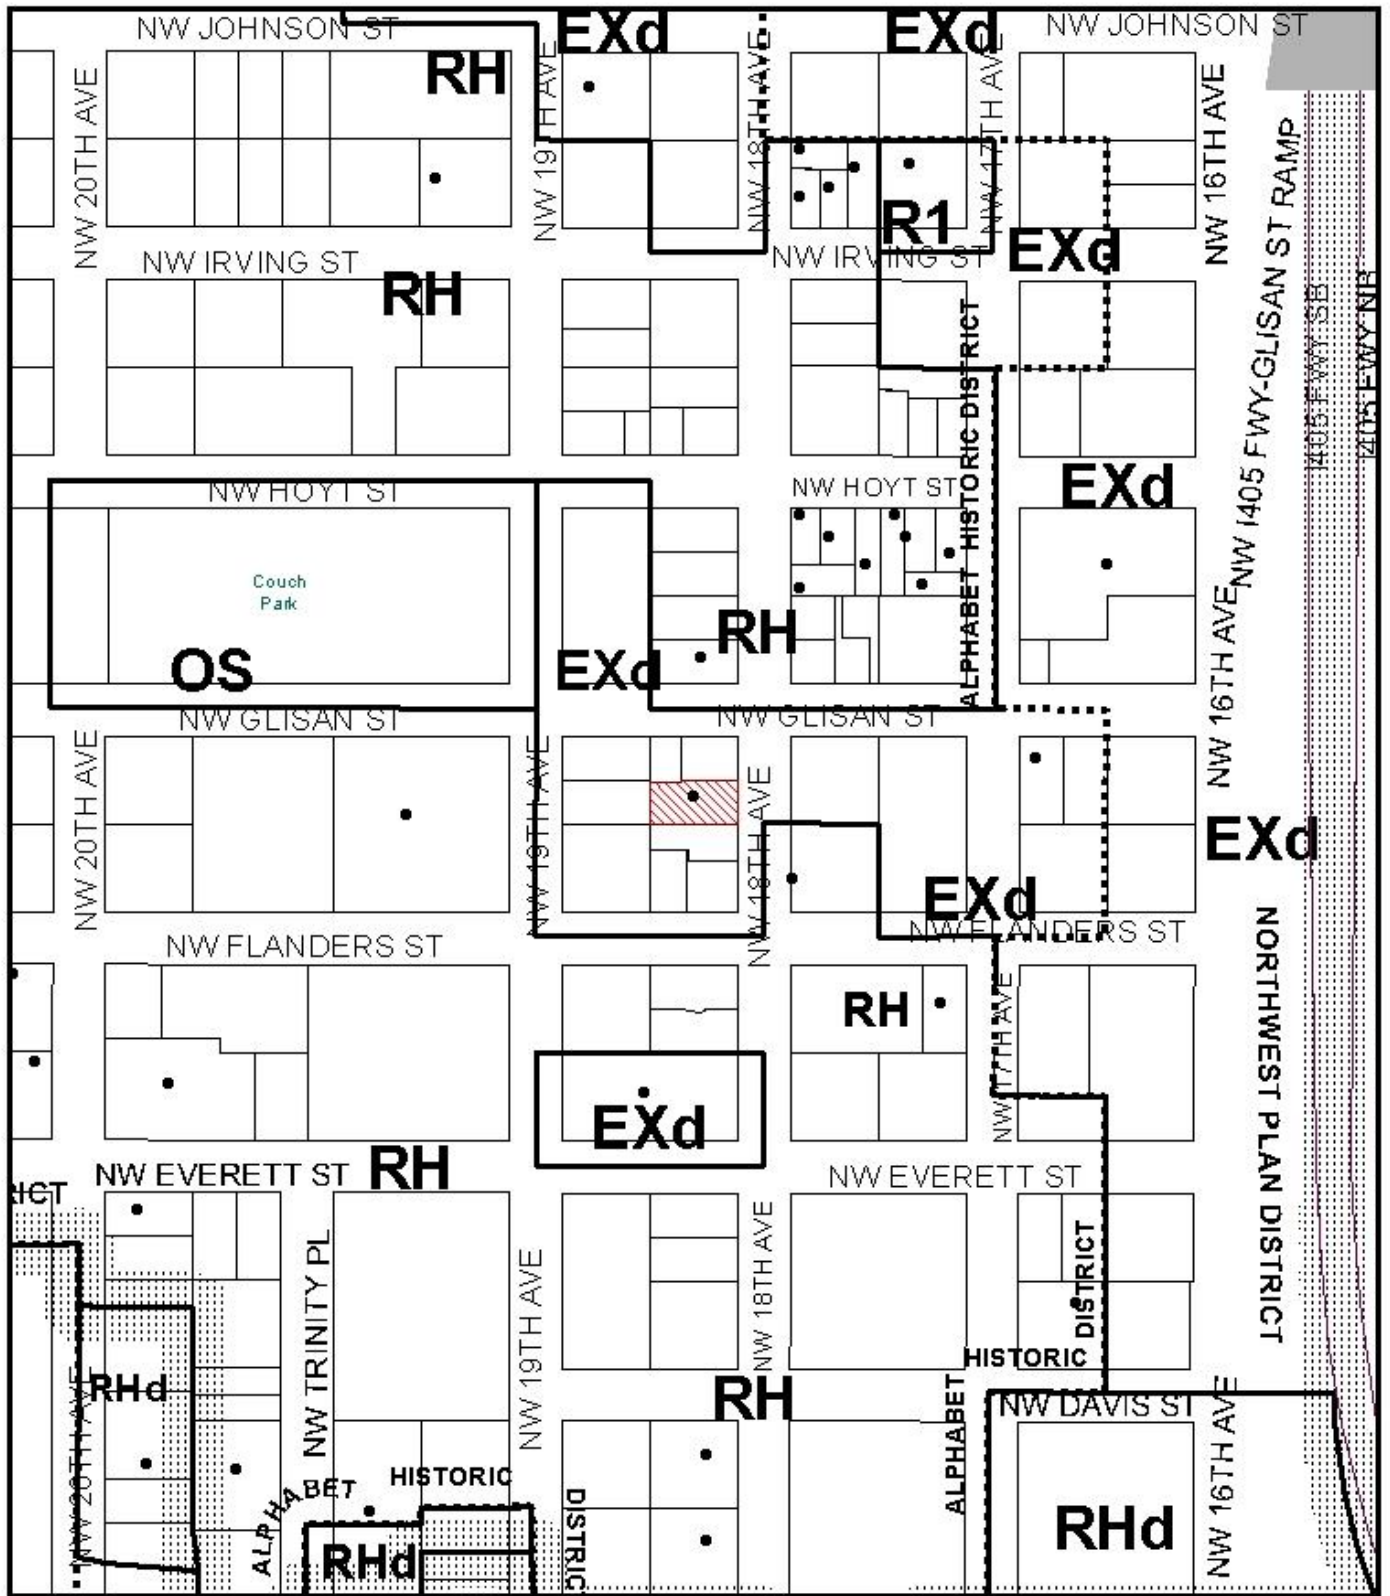 NW JOHNSON ST
EXd
EXd
NW JOHNSON ST
RH
NW 20TH AVE
NW 19TH AVE
NW 18TH AVE
NW 17TH AVE
NW 16TH AVE
NW I405 FWY-GLISAN ST RAMP
R1
EXd
NW IRVING ST
NW IRVING ST
RH
I405 FWY SB
I405 FWY NB
ALPHABET HISTORIC DISTRICT
NW HOYT ST
NW HOYT ST
EXd
Couch
Park
OS
EXd
RH
NW 16TH AVE
NW GLISAN ST
NW GLISAN ST
NW 20TH AVE
NW 19TH AVE
NW 18TH AVE
EXd
EXd
NW FLANDERS ST
NW FLANDERS ST
NORTHWEST PLAN DISTRICT
RH
NW 17TH AVE
EXd
RH
NW EVERETT ST
NW EVERETT ST
RICT
NW TRINITY PL
NW 19TH AVE
NW 18TH AVE
DISTRICT
HISTORIC
ALPHABET
RHd
NW 20TH AVE
RH
NW DAVIS ST
NW 16TH AVE
ALPHABET
HISTORIC
DISTRIC
RHd
RHd